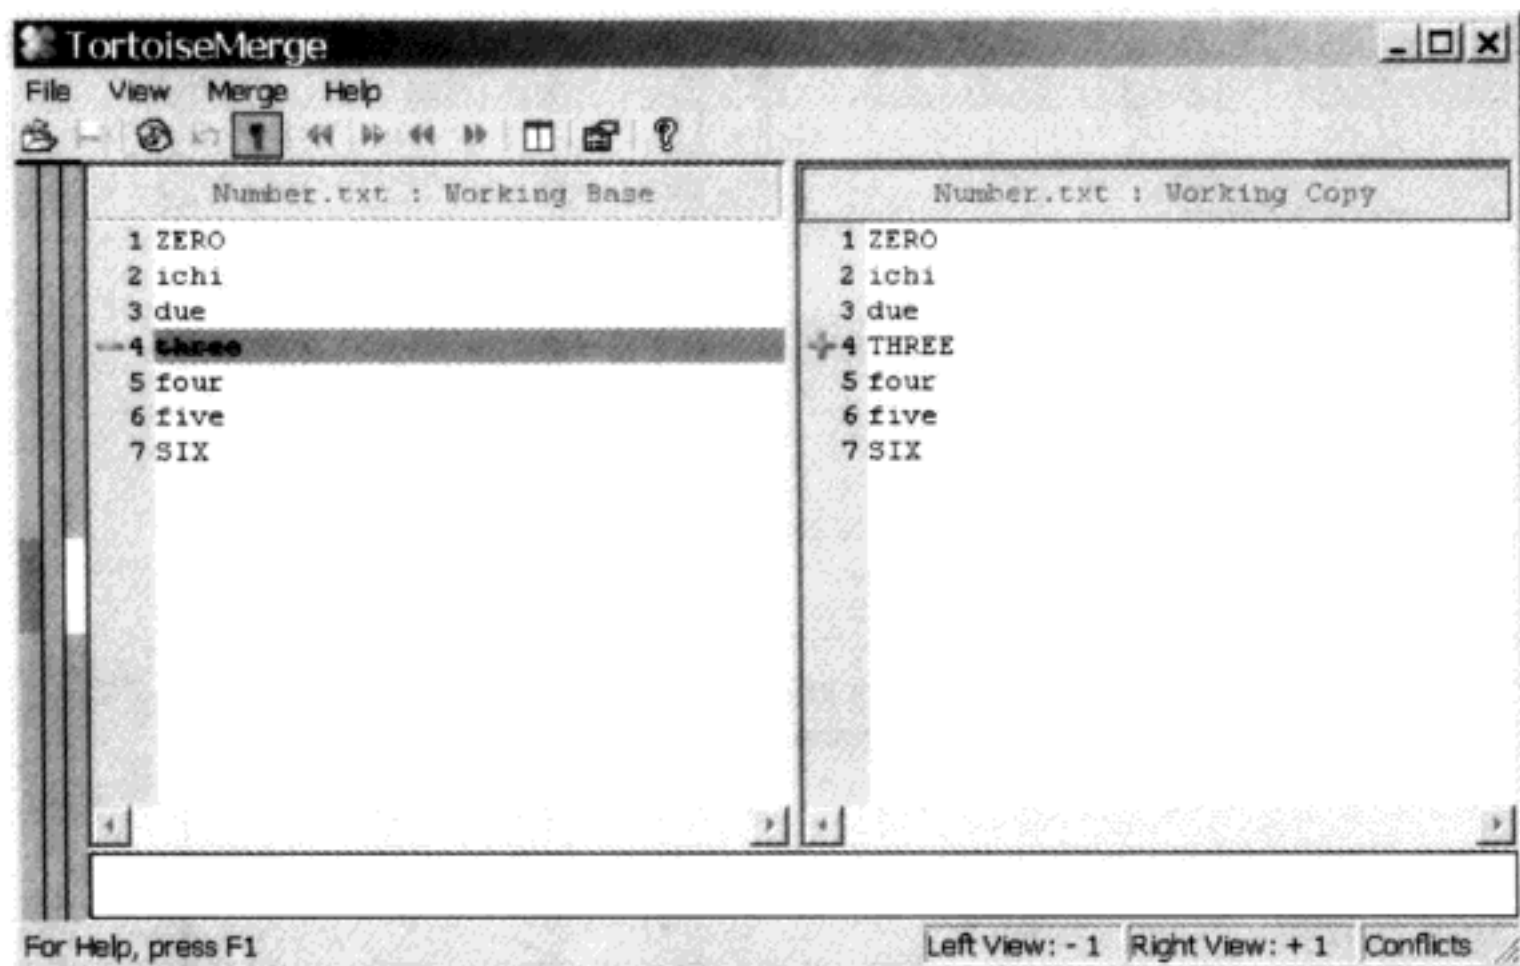 TortoiseMerge
File View Merge Help
Number.txt : Working Base
Number.txt : Working Copy
1 ZERO
2 ichi
3 due
4 three
5 four
6 five
7 SIX
1 ZERO
2 ichi
3 due
4 THREE
5 four
6 five
7 SIX
For Help, press F1
Left View: - 1 Right View: + 1 Conflicts